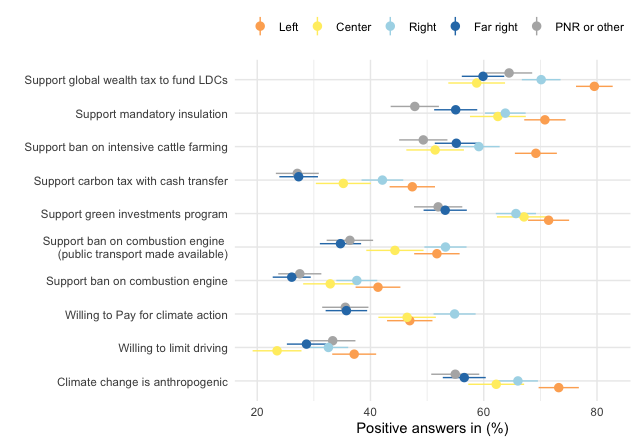 Left Center Right Far right PNR or other
Support global wealth tax to fund LDCs
Support mandatory insulation
Support ban on intensive cattle farming
Support carbon tax with cash transfer
Support green investments program
Support ban on combustion engine
(public transport made available)
Support ban on combustion engine
Willing to Pay for climate action
Willing to limit driving
Climate change is anthropogenic
20 40 60 80
Positive answers in (%)